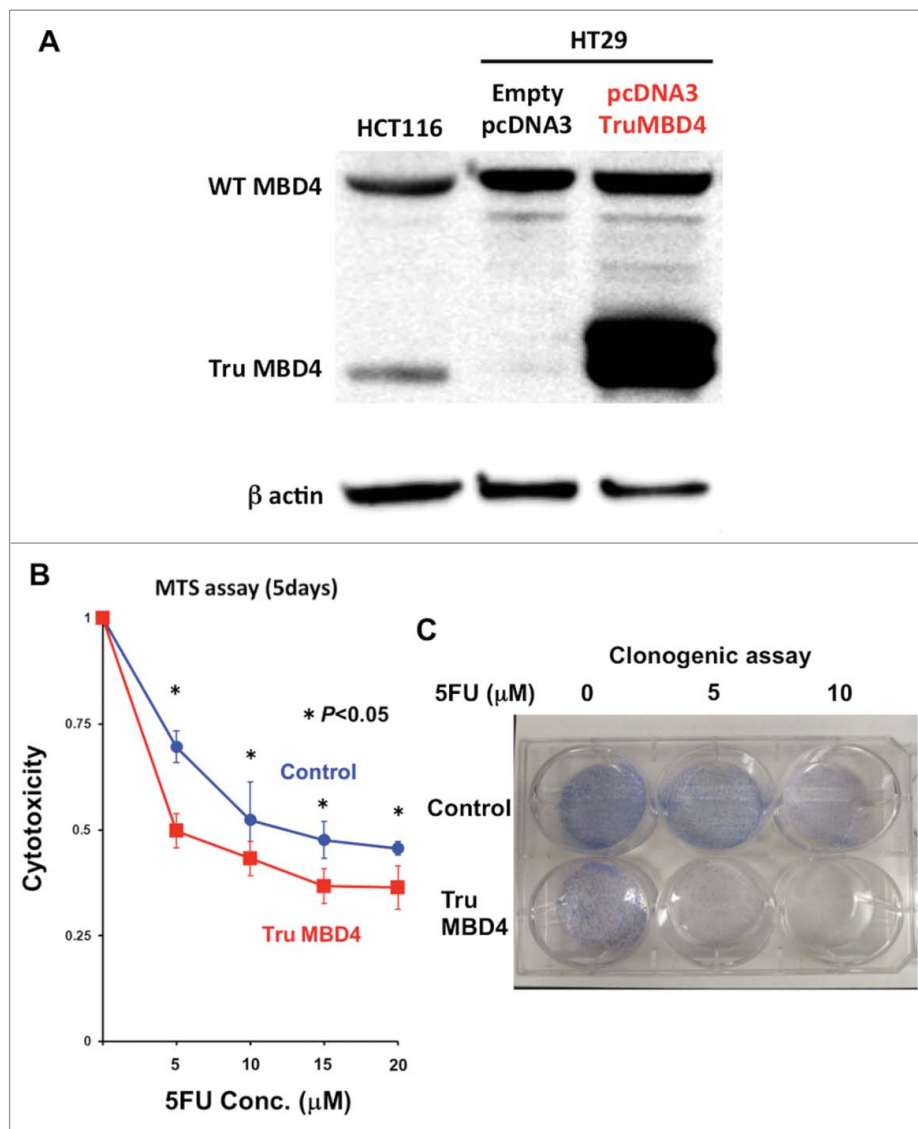 A
HT29
HCT116
Empty
pcDNA3
pcDNA3
TruMBD4
WT MBD4
Tru MBD4
β actin
B
MTS assay (5days)
1
0.75
0.5
0.25
0
Cytotoxicity
*
*
*
*
* P<0.05
Control
Tru MBD4
5
10
15
20
5FU Conc. (μM)
C
Clonogenic assay
5FU (μM) 0 5 10
Control
Tru
MBD4